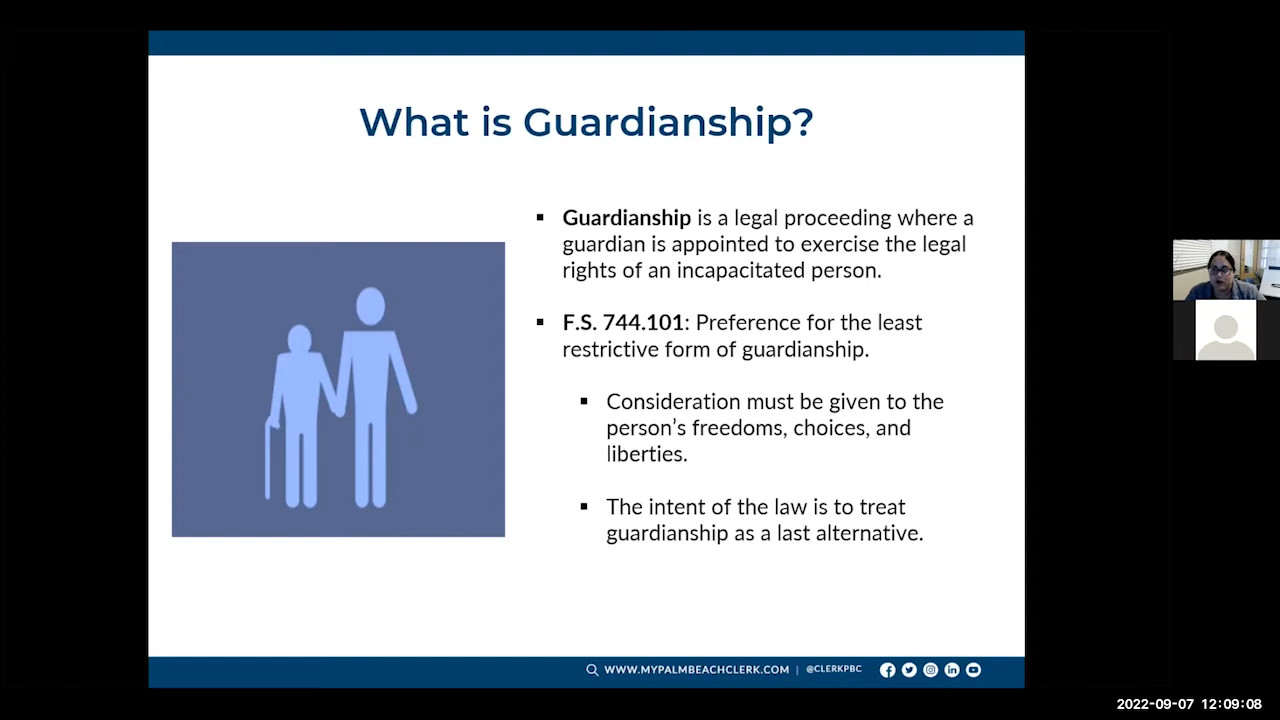 What is Guardianship?
▪ Guardianship is a legal proceeding where a
guardian is appointed to exercise the legal
rights of an incapacitated person.
▪ F.S. 744.101: Preference for the least
restrictive form of guardianship.
▪ Consideration must be given to the
person's freedoms, choices, and
liberties.
▪ The intent of the law is to treat
guardianship as a last alternative.
WWW.MYPALMBEACHCLERK.COM | @CLERKPBC
2022-09-07 12:09:08